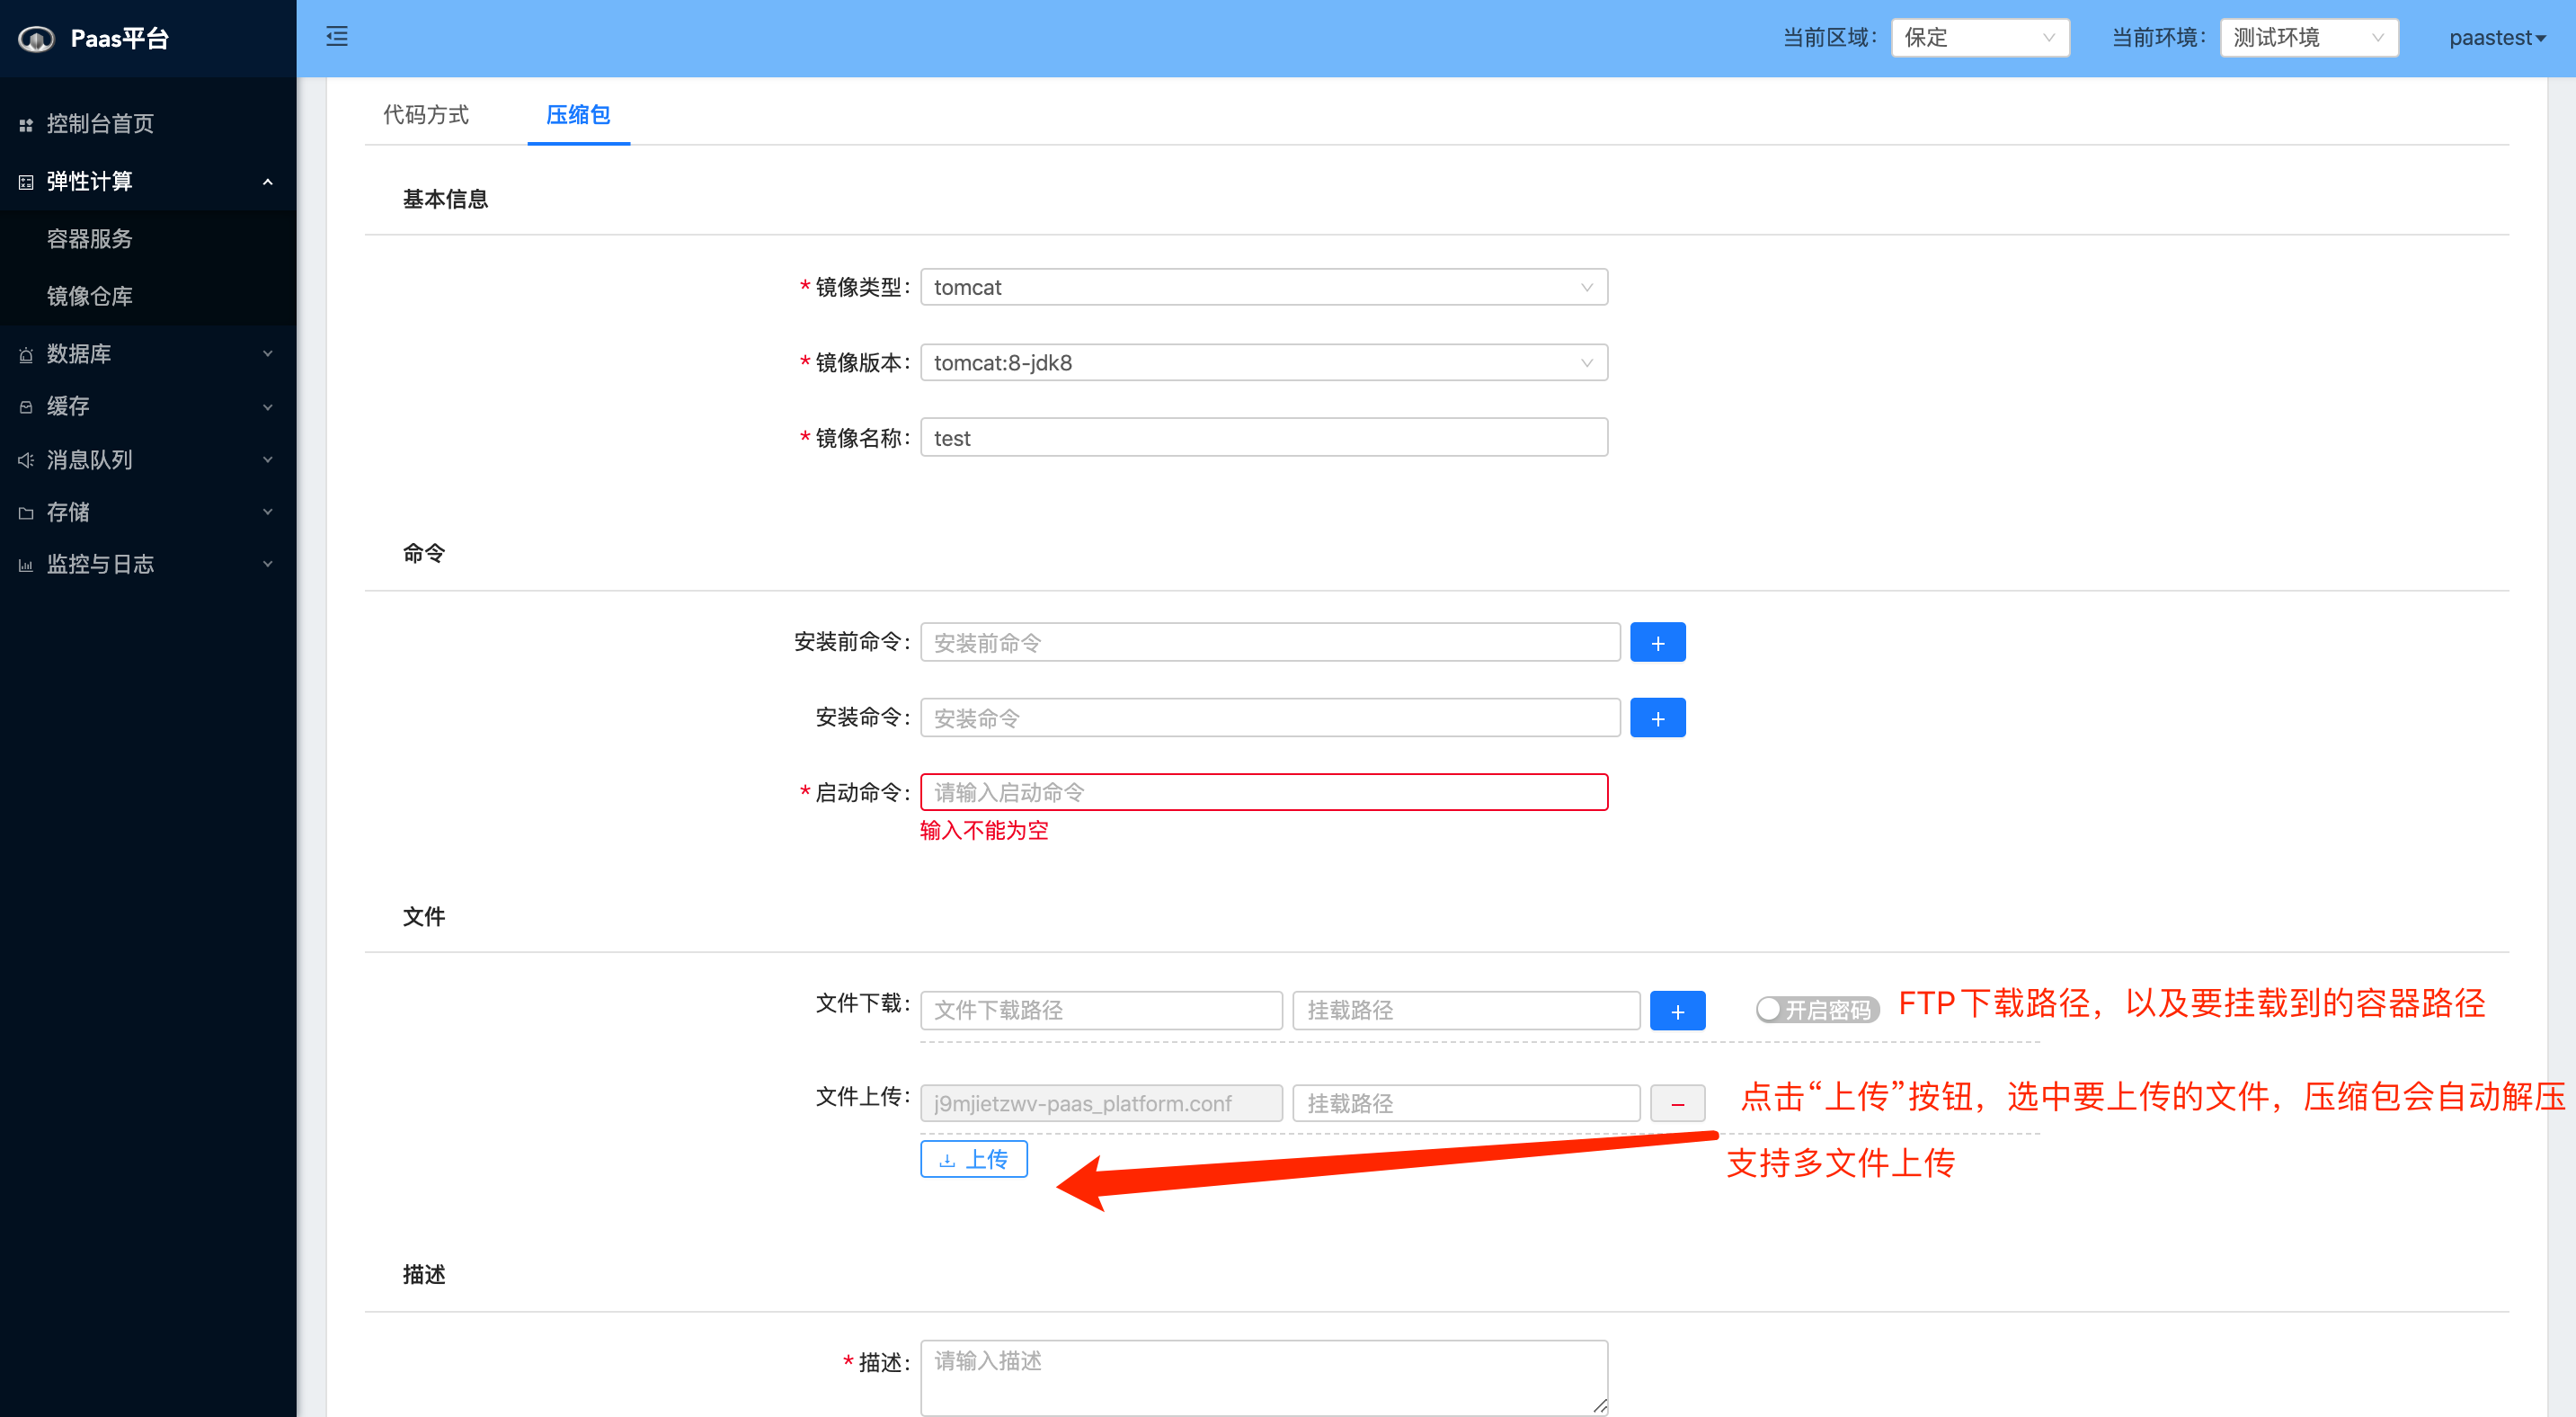 Paas平台
当前区域：
保定
当前环境：
测试环境
paastest
控制台首页
弹性计算
容器服务
镜像仓库
数据库
缓存
消息队列
存储
监控与日志
代码方式
压缩包
基本信息
* 镜像类型：
tomcat
* 镜像版本：
tomcat:8-jdk8
* 镜像名称：
test
命令
安装前命令：
安装前命令
+
安装命令：
安装命令
+
* 启动命令：
请输入启动命令
输入不能为空
文件
文件下载：
文件下载路径
挂载路径
+
开启密码
FTP下载路径，以及要挂载到的容器路径
文件上传：
j9mjietzwv-paas_platform.conf
挂载路径
−
点击“上传”按钮，选中要上传的文件，压缩包会自动解压
上传
支持多文件上传
描述
* 描述：
请输入描述